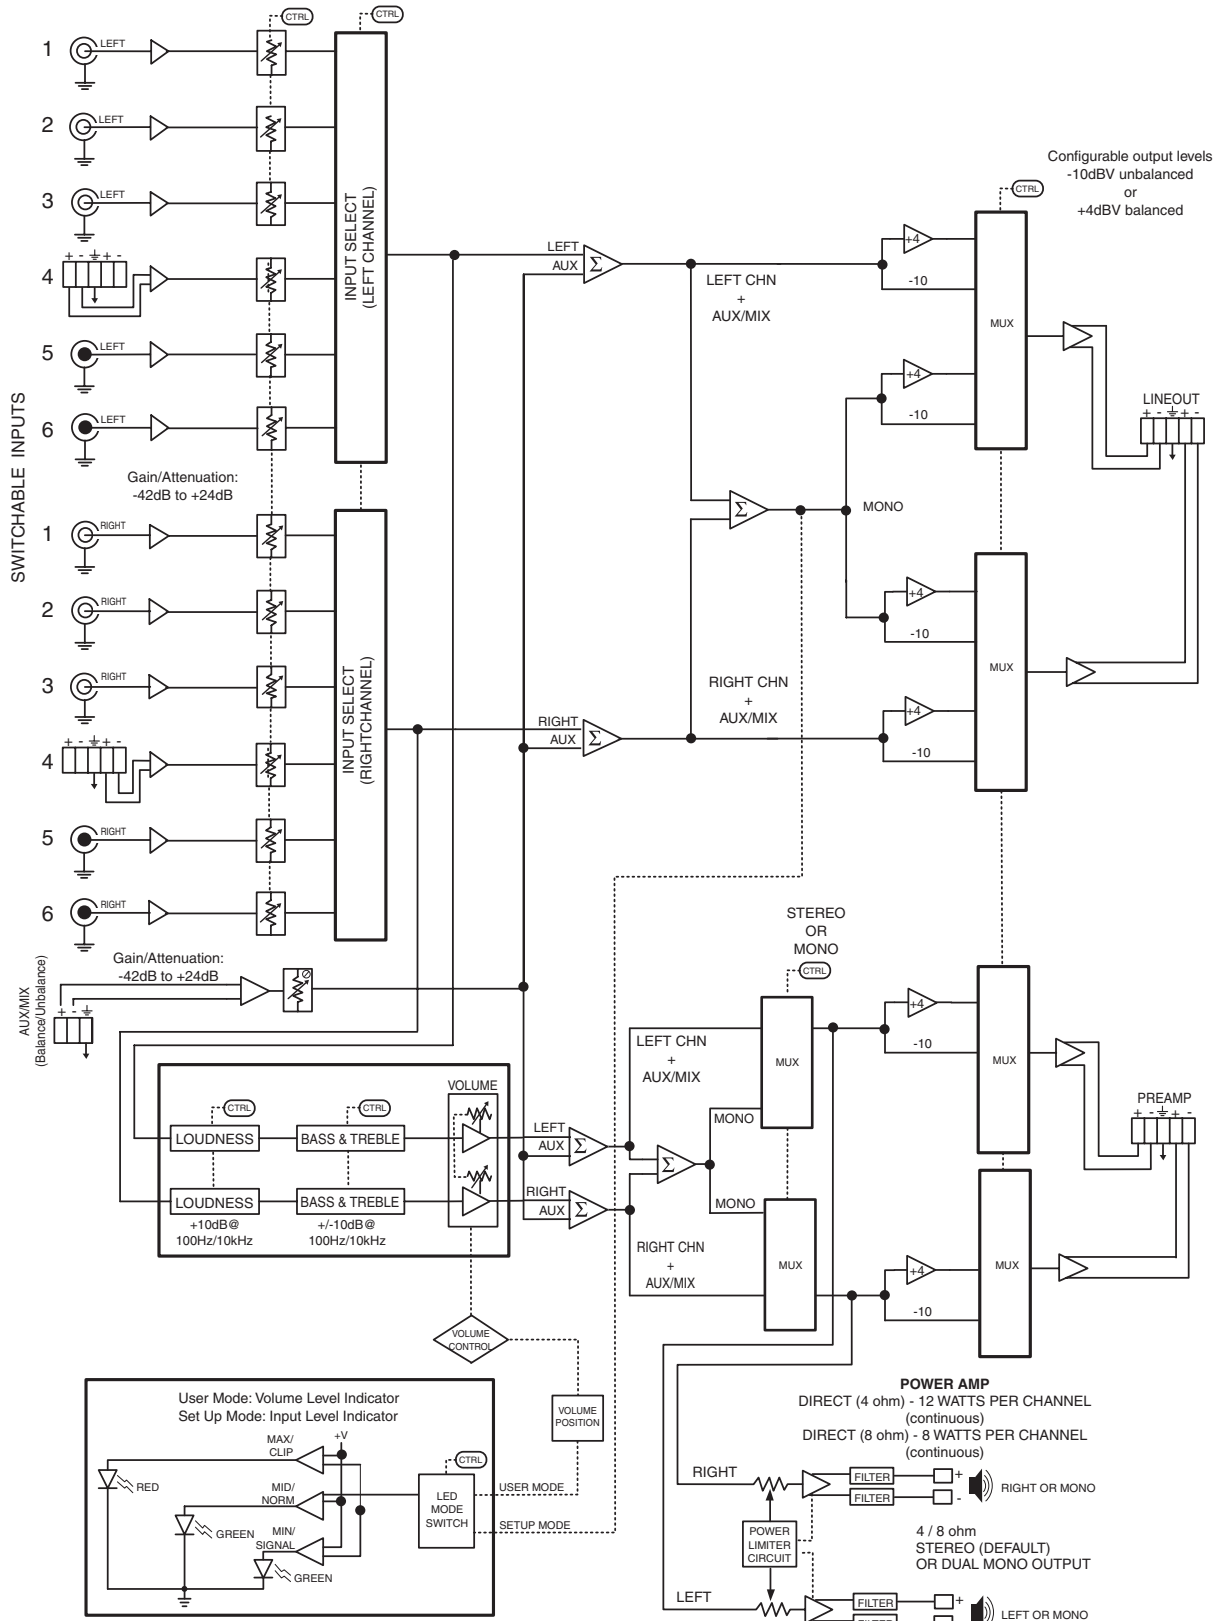 CTRL
CTRL
1 LEFT
2 LEFT
3 LEFT
+ - + -
4
5 LEFT
6 LEFT
SWITCHABLE INPUTS
INPUT SELECT
(LEFT CHANNEL)
Gain/Attenuation:
-42dB to +24dB
1 RIGHT
2 RIGHT
3 RIGHT
+ - + -
4
5 RIGHT
6 RIGHT
INPUT SELECT
(RIGHTCHANNEL)
Gain/Attenuation:
-42dB to +24dB
AUX/MIX
(Balance/Unbalance)
+ -
LEFT
AUX
Σ
LEFT CHN
+
AUX/MIX
Σ
MONO
RIGHT CHN
+
AUX/MIX
RIGHT
AUX
Σ
Configurable output levels
-10dBV unbalanced
or
+4dBV balanced
CTRL
+4
-10
MUX
+4
-10
LINEOUT
+ - + -
+4
-10
MUX
+4
-10
STEREO
OR
MONO
CTRL
LEFT CHN
+
AUX/MIX
MUX
MONO
+4
-10
MUX
PREAMP
+ - + -
VOLUME
CTRL
CTRL
LOUDNESS
BASS & TREBLE
LEFT
AUX
Σ
Σ
LOUDNESS
BASS & TREBLE
RIGHT
AUX
Σ
MONO
+10dB@
100Hz/10kHz
+/-10dB@
100Hz/10kHz
RIGHT CHN
+
AUX/MIX
MUX
+4
-10
MUX
VOLUME
CONTROL
VOLUME
POSITION
User Mode: Volume Level Indicator
Set Up Mode: Input Level Indicator
+V
MAX/
CLIP
RED
MID/
NORM
GREEN
MIN/
SIGNAL
GREEN
CTRL
LED
MODE
SWITCH
USER MODE
SETUP MODE
POWER AMP
DIRECT (4 ohm) - 12 WATTS PER CHANNEL
(continuous)
DIRECT (8 ohm) - 8 WATTS PER CHANNEL
(continuous)
RIGHT
FILTER +
FILTER -
RIGHT OR MONO
POWER
LIMITER
CIRCUIT
4 / 8 ohm
STEREO (DEFAULT)
OR DUAL MONO OUTPUT
LEFT
FILTER +
LEFT OR MONO